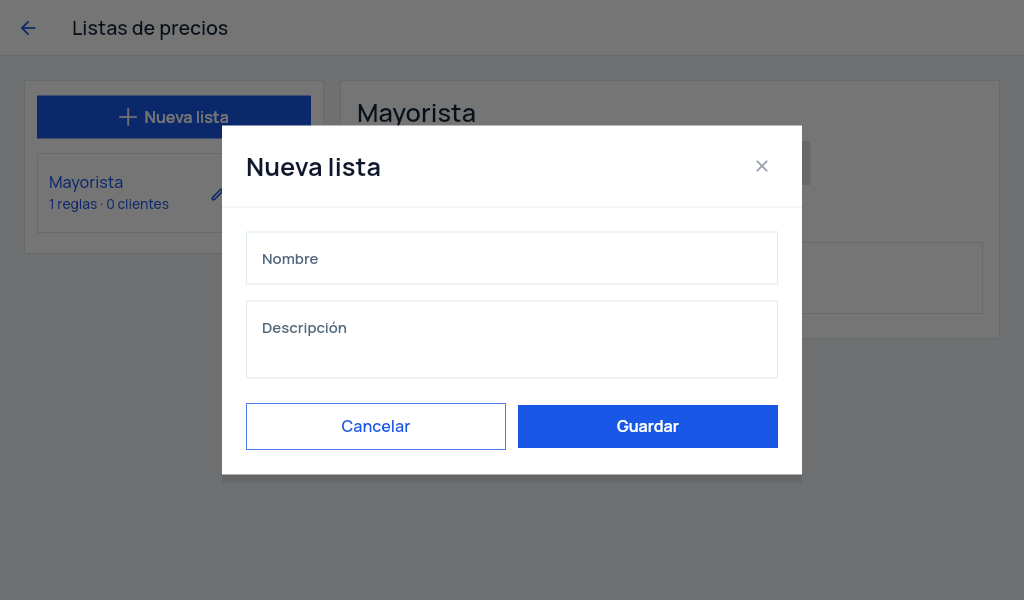 Listas de precios
Nueva lista
Mayorista
1 reglas · 0 clientes
Mayorista
Nueva lista
Nombre
Descripción
Cancelar
Guardar